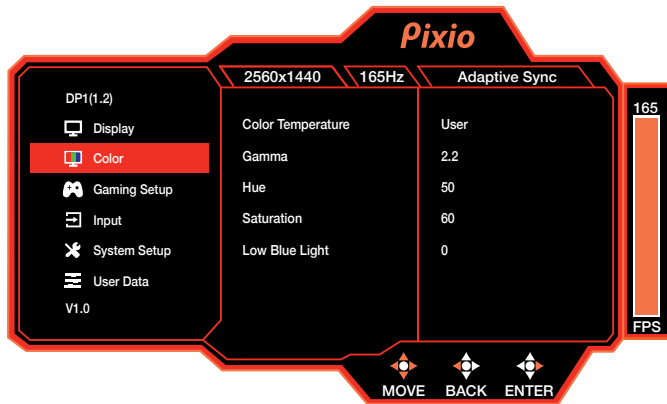 Pixio
2560x1440 165Hz Adaptive Sync
DP1(1.2)
Display
Color
Gaming Setup
Input
System Setup
User Data
V1.0
Color Temperature User
Gamma 2.2
Hue 50
Saturation 60
Low Blue Light 0
165
FPS
MOVE BACK ENTER